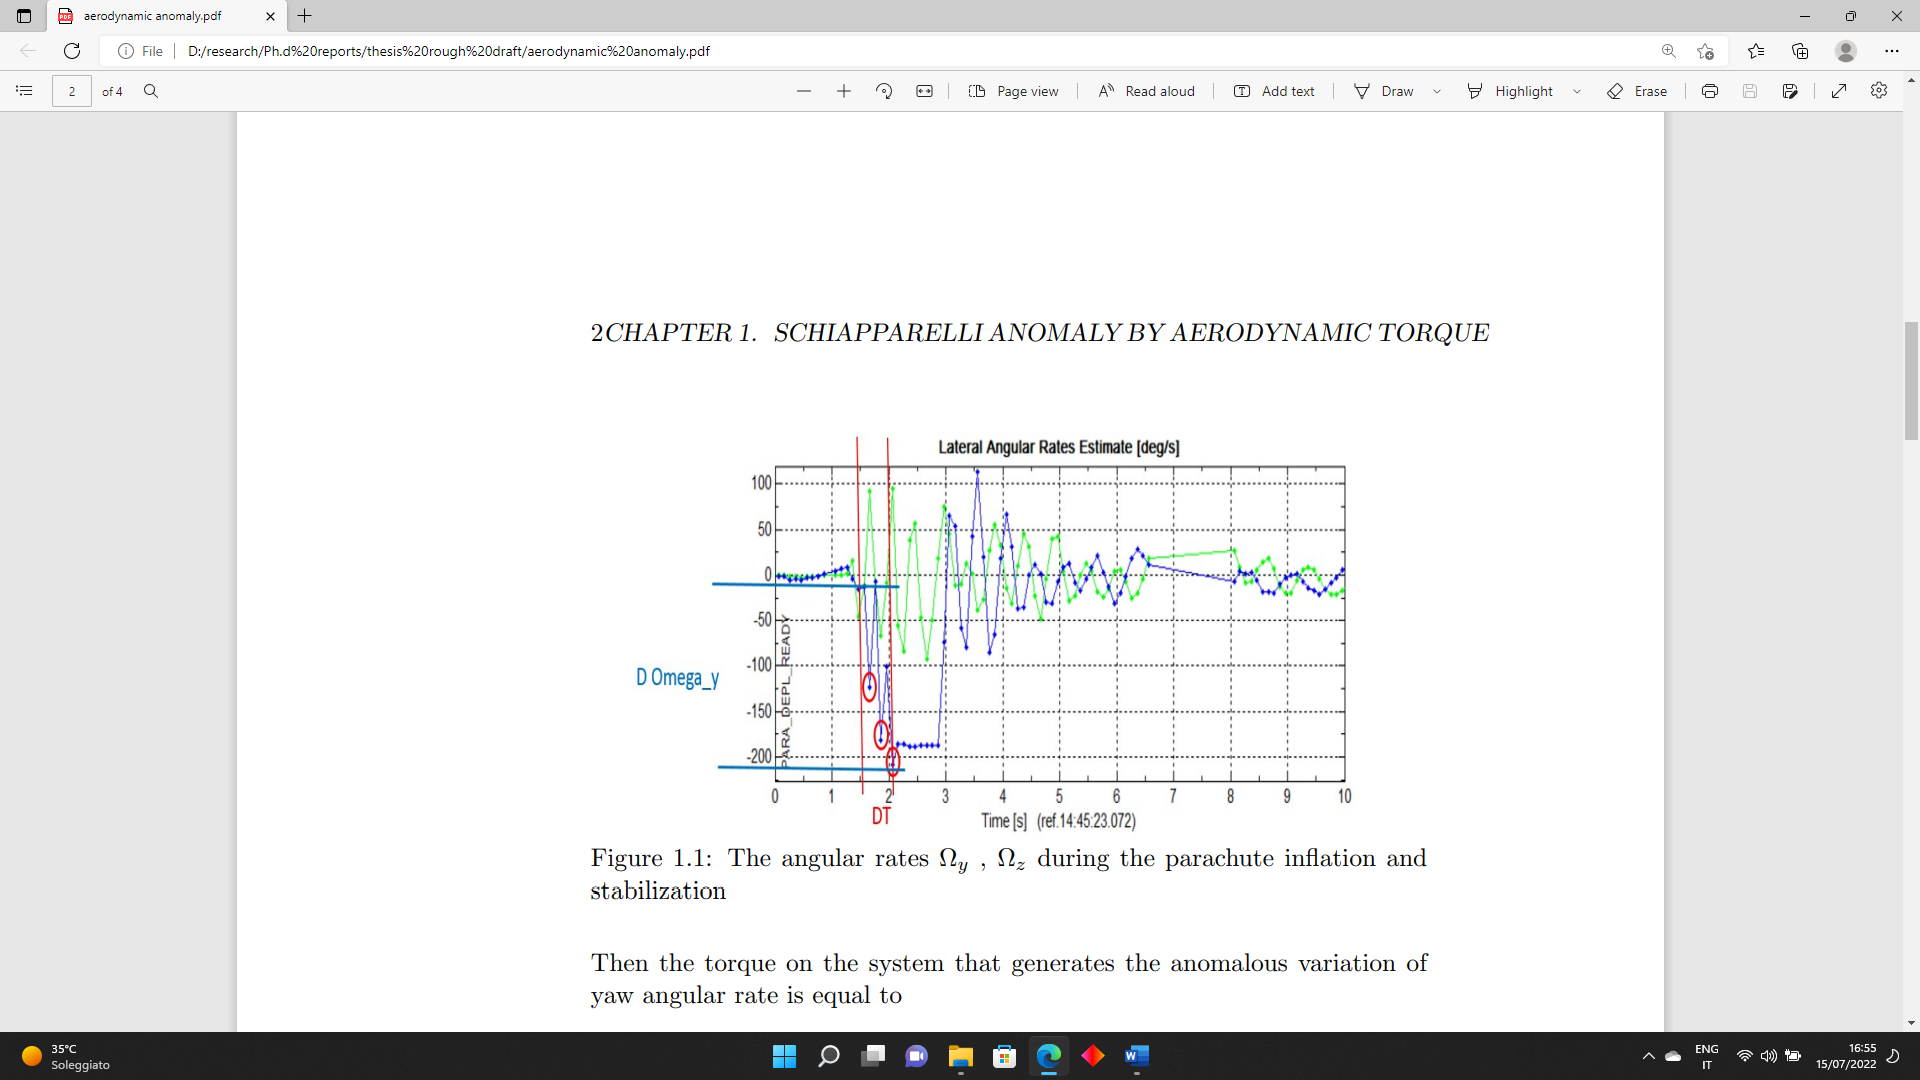 aerodynamic anomaly.pdf
File D:/research/Ph.d%20reports/thesis%20rough%20draft/aerodynamic%20anomaly.pdf
2 of 4 Page view Read aloud Add text Draw Highlight Erase
2CHAPTER 1. SCHIAPPARELLI ANOMALY BY AERODYNAMIC TORQUE
Lateral Angular Rates Estimate [deg/s]
100
50
0
-50
-100
-150
-200
PARA_DEPL_READY
D Omega_y
0 1 2 3 4 5 6 7 8 9 10
DT
Time [s] (ref.14:45:23.072)
Figure 1.1: The angular rates Ωy , Ωz during the parachute inflation and
stabilization
Then the torque on the system that generates the anomalous variation of
yaw angular rate is equal to
35°C
Soleggiato
ENG
IT
16:55
15/07/2022